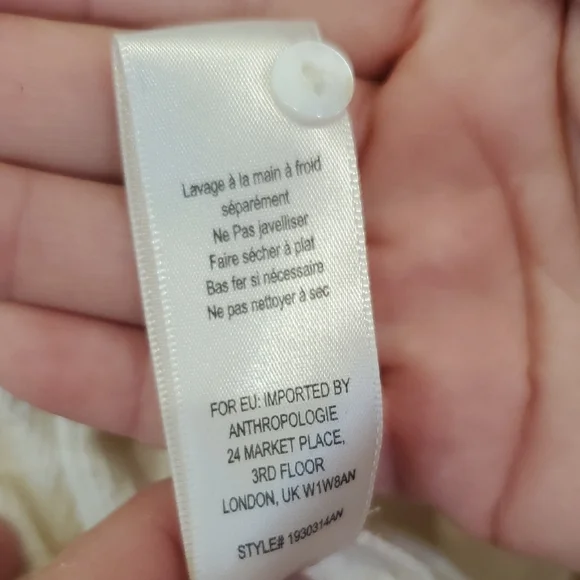 Lavage à la main à froid
séparément
Ne Pas javelliser
Faire sécher à plat
Bas fer si nécessaire
Ne pas nettoyer à sec
FOR EU: IMPORTED BY
ANTHROPOLOGIE
24 MARKET PLACE,
3RD FLOOR
LONDON, UK W1W8AN
STYLE# 1930314AN